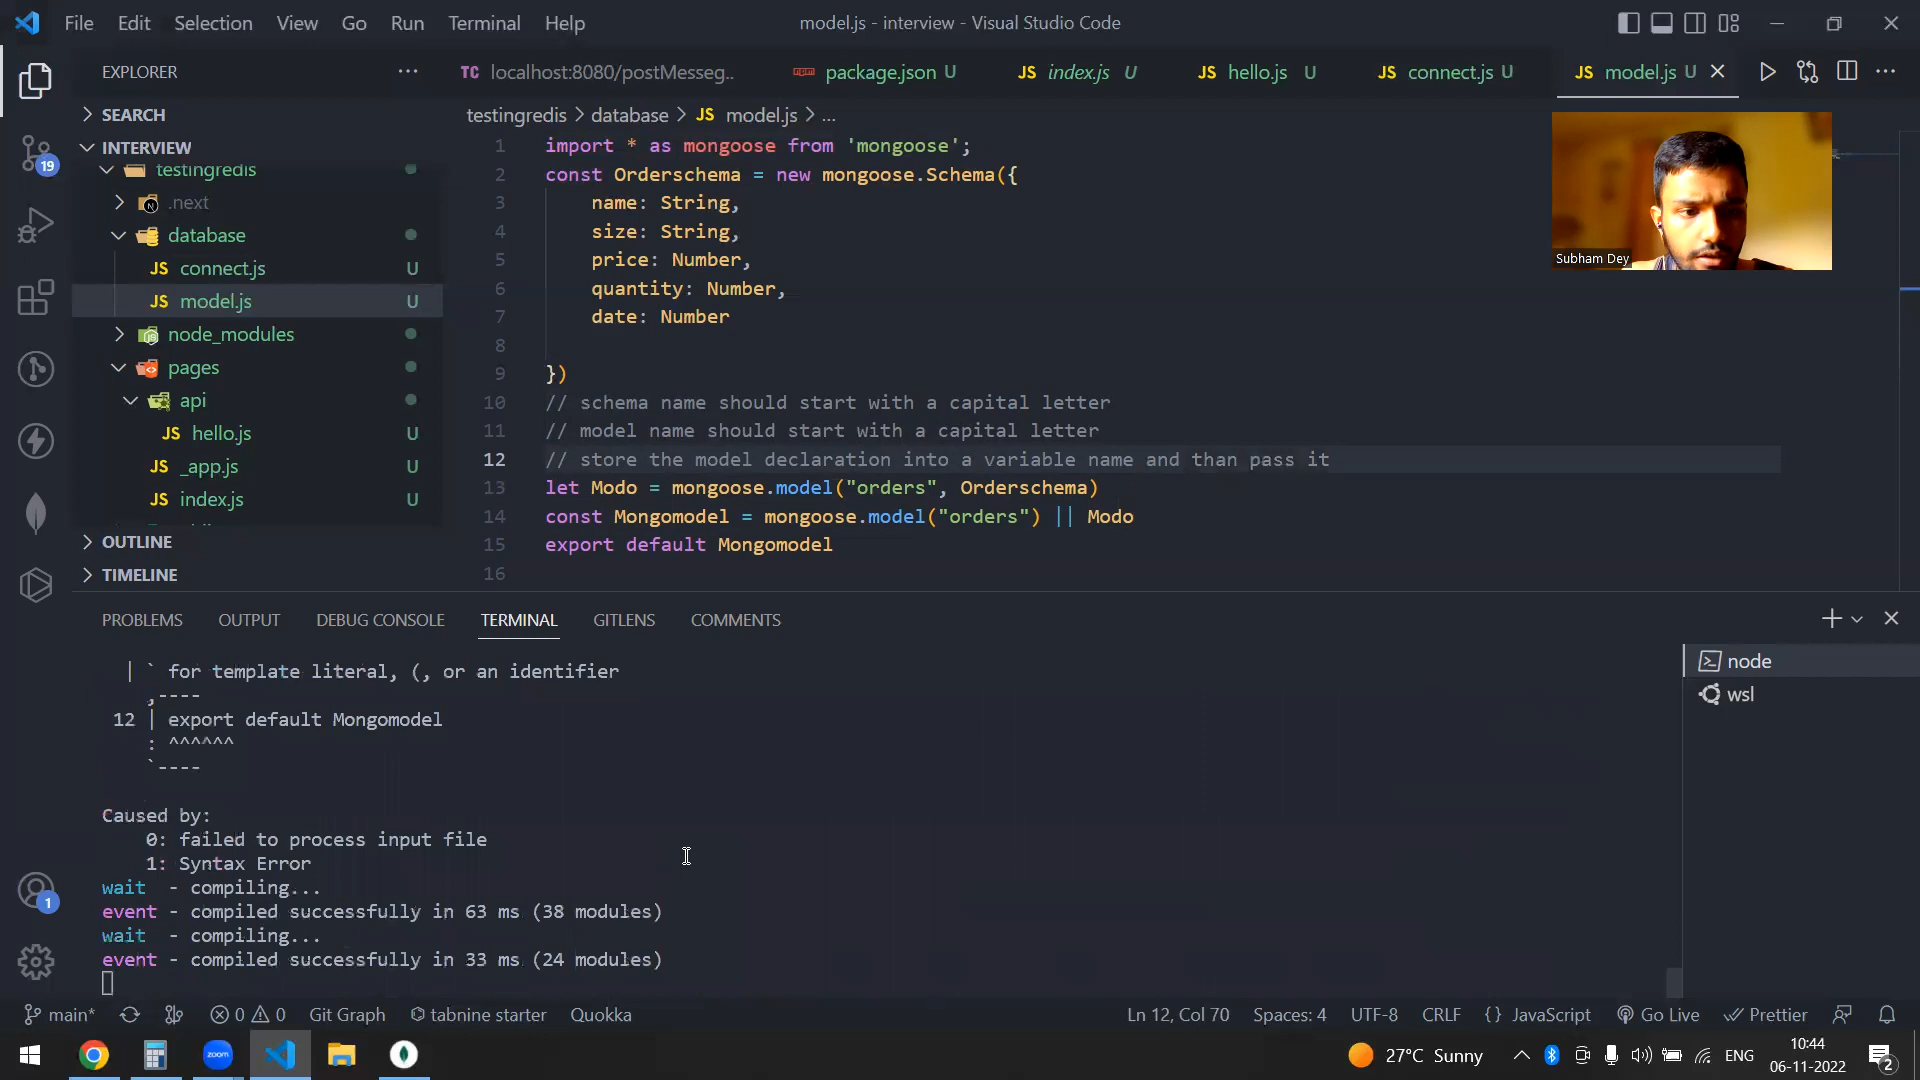 File Edit Selection View Go Run Terminal Help
model.js - interview - Visual Studio Code
EXPLORER
SEARCH
INTERVIEW
testingredis
.next
database
connect.js U
model.js U
node_modules
pages
api
hello.js U
_app.js U
index.js U
OUTLINE
TIMELINE
19
1
TC localhost:8080/postMesseg.. package.json U JS index.js U JS hello.js U JS connect.js U JS model.js U
testingredis > database > JS model.js > ...
1 import * as mongoose from 'mongoose';
2 const Orderschema = new mongoose.Schema({
3 name: String,
4 size: String,
5 price: Number,
6 quantity: Number,
7 date: Number
8
9 })
10 // schema name should start with a capital letter
11 // model name should start with a capital letter
12 // store the model declaration into a variable name and than pass it
13 let Modo = mongoose.model("orders", Orderschema)
14 const Mongomodel = mongoose.model("orders") || Modo
15 export default Mongomodel
16
Subham Dey
PROBLEMS OUTPUT DEBUG CONSOLE TERMINAL GITLENS COMMENTS
| ` for template literal, (, or an identifier
,----
12 | export default Mongomodel
: ^^^^^^
`----
Caused by:
0: failed to process input file
1: Syntax Error
wait - compiling...
event - compiled successfully in 63 ms (38 modules)
wait - compiling...
event - compiled successfully in 33 ms (24 modules)
node
wsl
main* 0 0 Git Graph tabnine starter Quokka
Ln 12, Col 70 Spaces: 4 UTF-8 CRLF {} JavaScript Go Live Prettier
zoom
27°C Sunny
ENG
10:44
06-11-2022
2